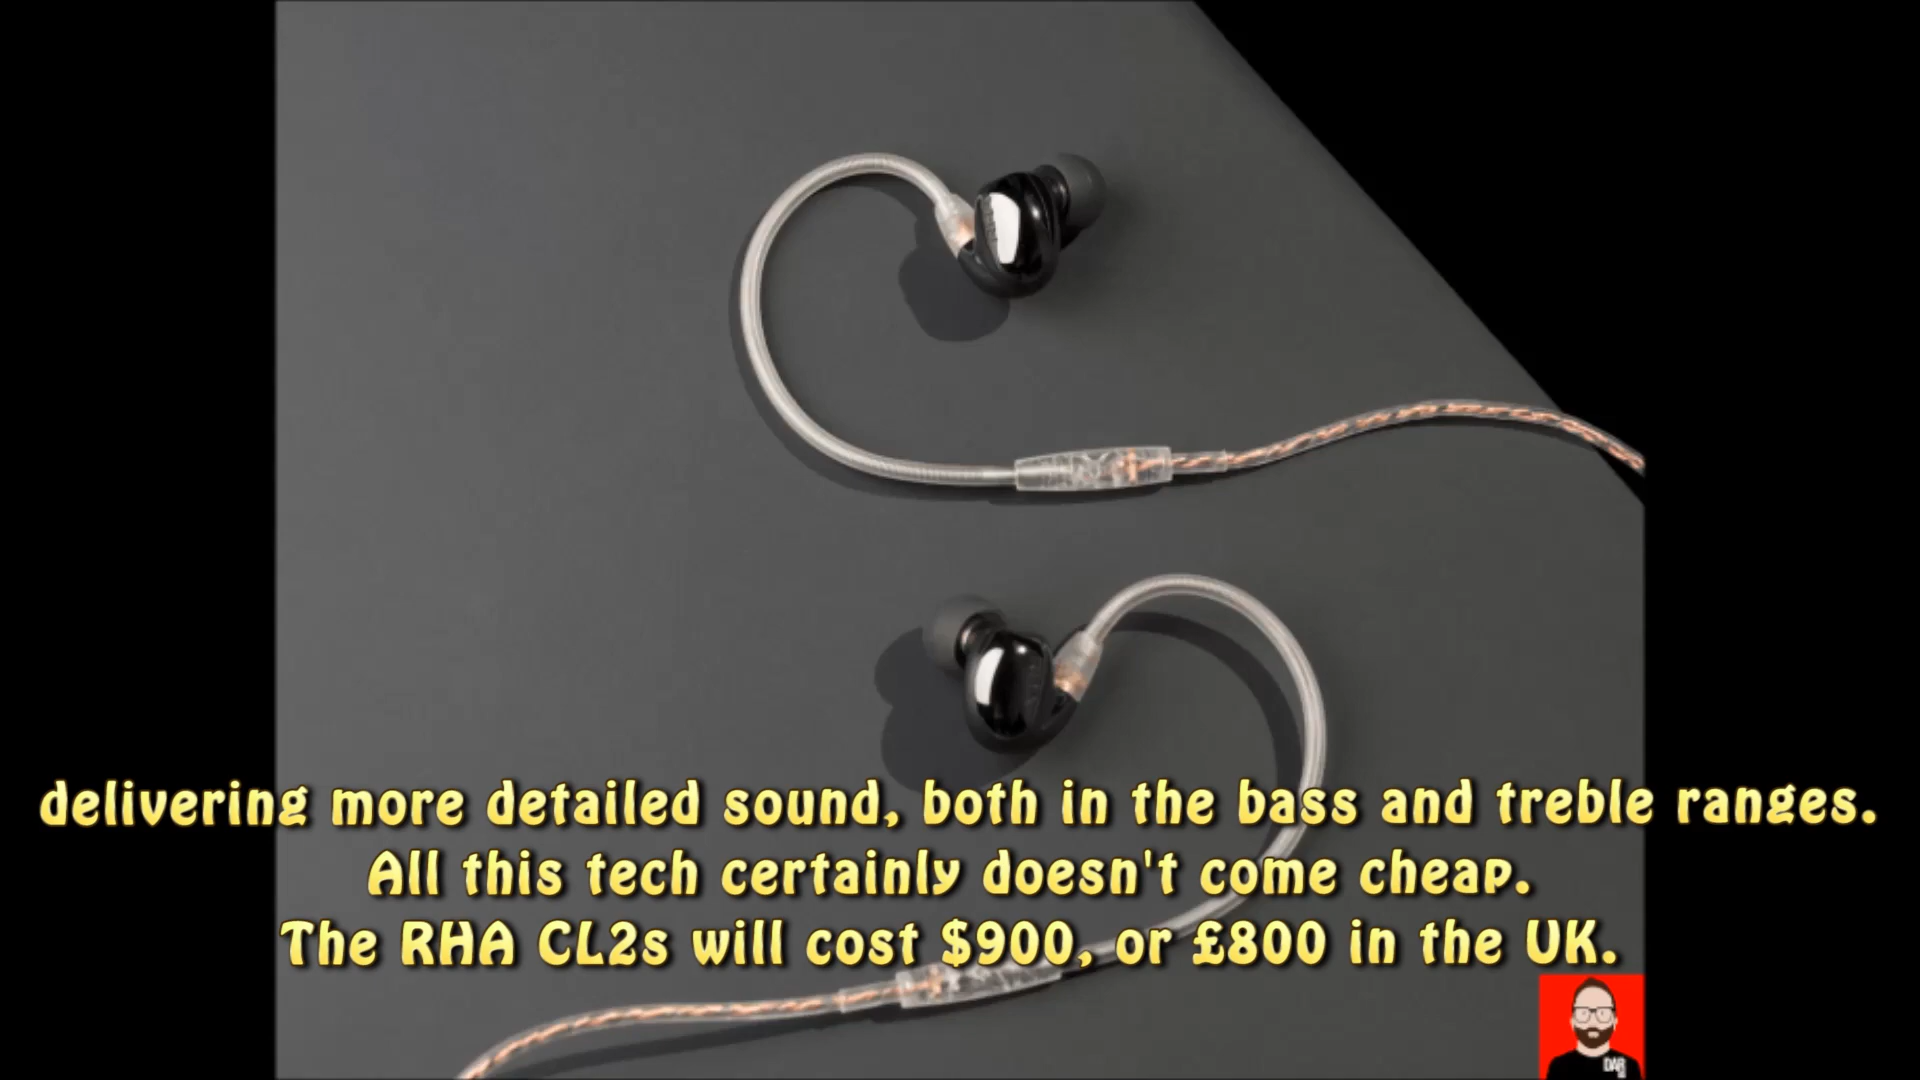 delivering more detailed sound, both in the bass and treble ranges.
All this tech certainly doesn't come cheap.
The RHA CL2s will cost $900, or £800 in the UK.